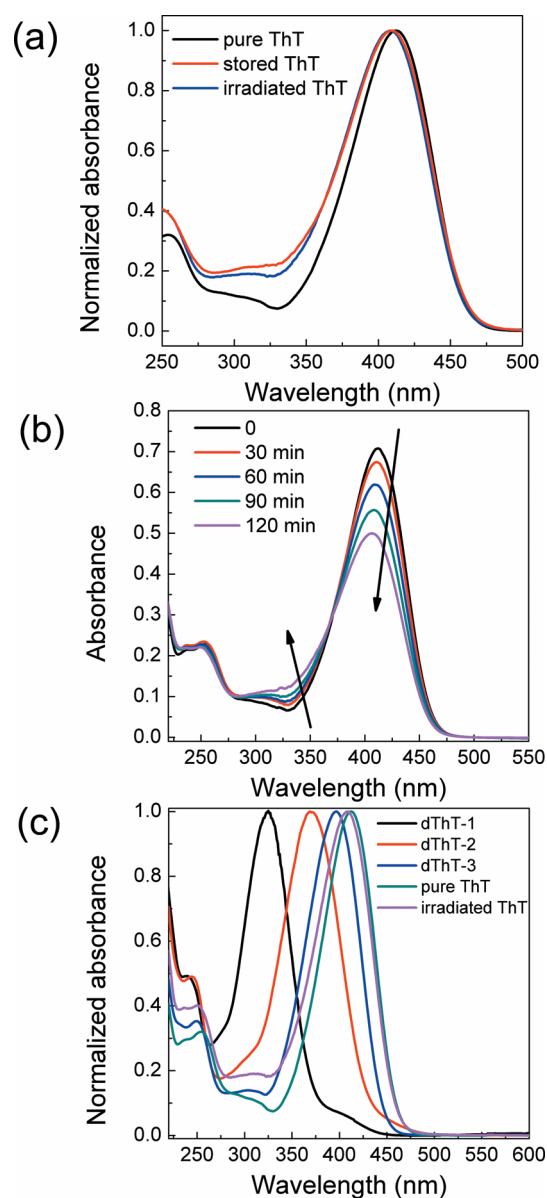 (a)
pure ThT
stored ThT
irradiated ThT
Normalized absorbance
1.0
0.8
0.6
0.4
0.2
0.0
250 300 350 400 450 500
Wavelength (nm)
(b)
0
30 min
60 min
90 min
120 min
Absorbance
0.8
0.7
0.6
0.5
0.4
0.3
0.2
0.1
0.0
250 300 350 400 450 500 550
Wavelength (nm)
(c)
dThT-1
dThT-2
dThT-3
pure ThT
irradiated ThT
Normalized absorbance
1.0
0.8
0.6
0.4
0.2
0.0
250 300 350 400 450 500 550 600
Wavelength (nm)